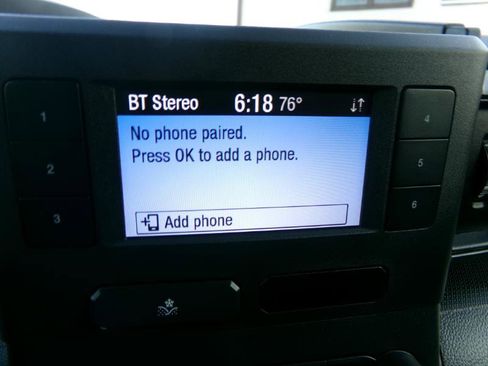 BT Stereo 6:18 76°
No phone paired.
Press OK to add a phone.
Add phone
1
2
3
4
5
6